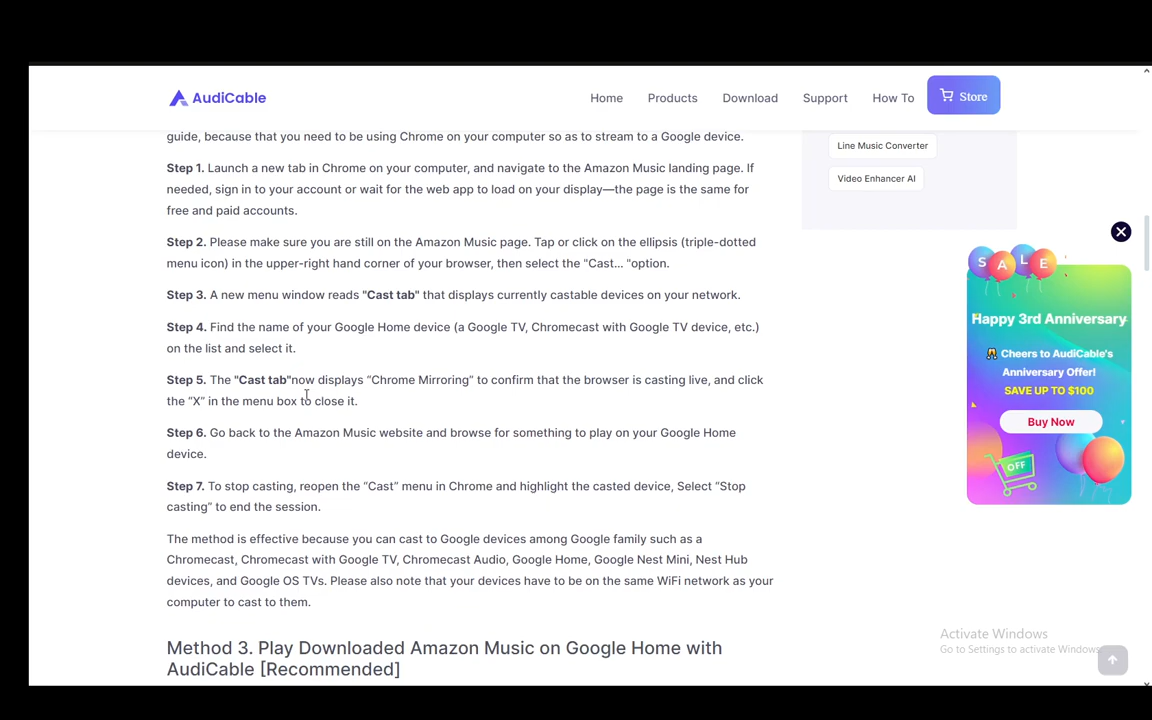 AudiCable
Home
Products
Download
Support
How To
Store
guide, because that you need to be using Chrome on your computer so as to stream to a Google device.
Step 1. Launch a new tab in Chrome on your computer, and navigate to the Amazon Music landing page. If
needed, sign in to your account or wait for the web app to load on your display—the page is the same for
free and paid accounts.
Step 2. Please make sure you are still on the Amazon Music page. Tap or click on the ellipsis (triple-dotted
menu icon) in the upper-right hand corner of your browser, then select the "Cast... "option.
Step 3. A new menu window reads "Cast tab" that displays currently castable devices on your network.
Step 4. Find the name of your Google Home device (a Google TV, Chromecast with Google TV device, etc.)
on the list and select it.
Step 5. The "Cast tab"now displays “Chrome Mirroring” to confirm that the browser is casting live, and click
the “X” in the menu box to close it.
Step 6. Go back to the Amazon Music website and browse for something to play on your Google Home
device.
Step 7. To stop casting, reopen the “Cast” menu in Chrome and highlight the casted device, Select “Stop
casting” to end the session.
The method is effective because you can cast to Google devices among Google family such as a
Chromecast, Chromecast with Google TV, Chromecast Audio, Google Home, Google Nest Mini, Nest Hub
devices, and Google OS TVs. Please also note that your devices have to be on the same WiFi network as your
computer to cast to them.
Method 3. Play Downloaded Amazon Music on Google Home with
AudiCable [Recommended]
Line Music Converter
Video Enhancer AI
SALE
Happy 3rd Anniversary
Cheers to AudiCable's
Anniversary Offer!
SAVE UP TO $100
Buy Now
OFF
Activate Windows
Go to Settings to activate Windows.